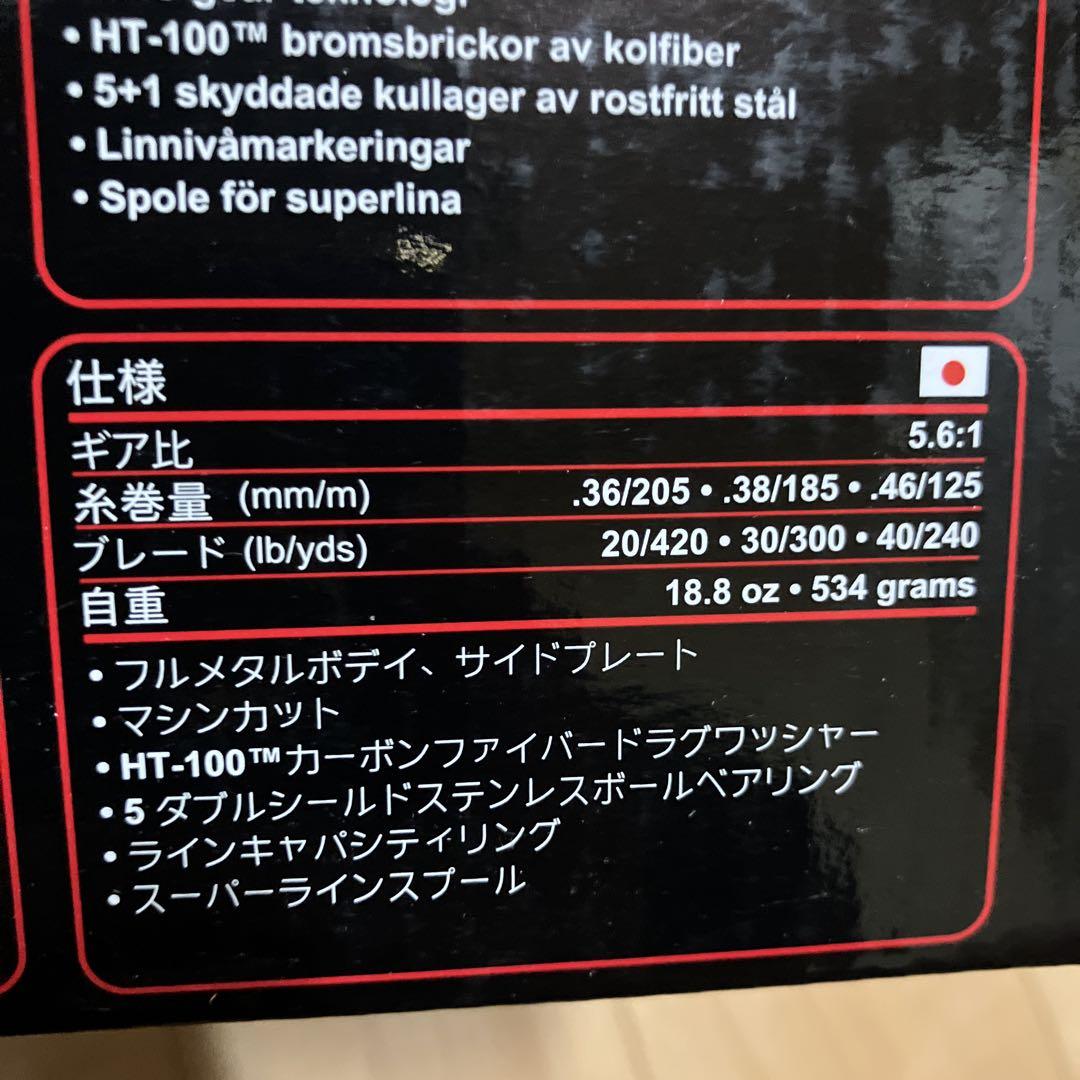 • HT-100™ bromsbrickor av kolfiber
• 5+1 skyddade kullager av rostfritt stål
• Linnivåmarkeringar
• Spole för superlina
仕様
ギア比 5.6:1
糸巻量 (mm/m) .36/205 • .38/185 • .46/125
ブレード (lb/yds) 20/420 • 30/300 • 40/240
自重 18.8 oz • 534 grams
• フルメタルボデイ、サイドプレート
• マシンカット
• HT-100™カーボンファイバードラグワッシャー
• 5 ダブルシールドステンレスボールベアリング
• ラインキャパシティリング
• スーパーラインスプール